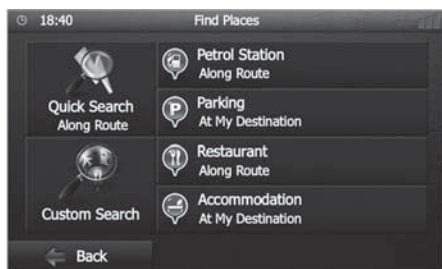 18:40 Find Places
Quick Search
Along Route
Custom Search
Petrol Station
Along Route
P Parking
At My Destination
Restaurant
Along Route
Accommodation
At My Destination
Back